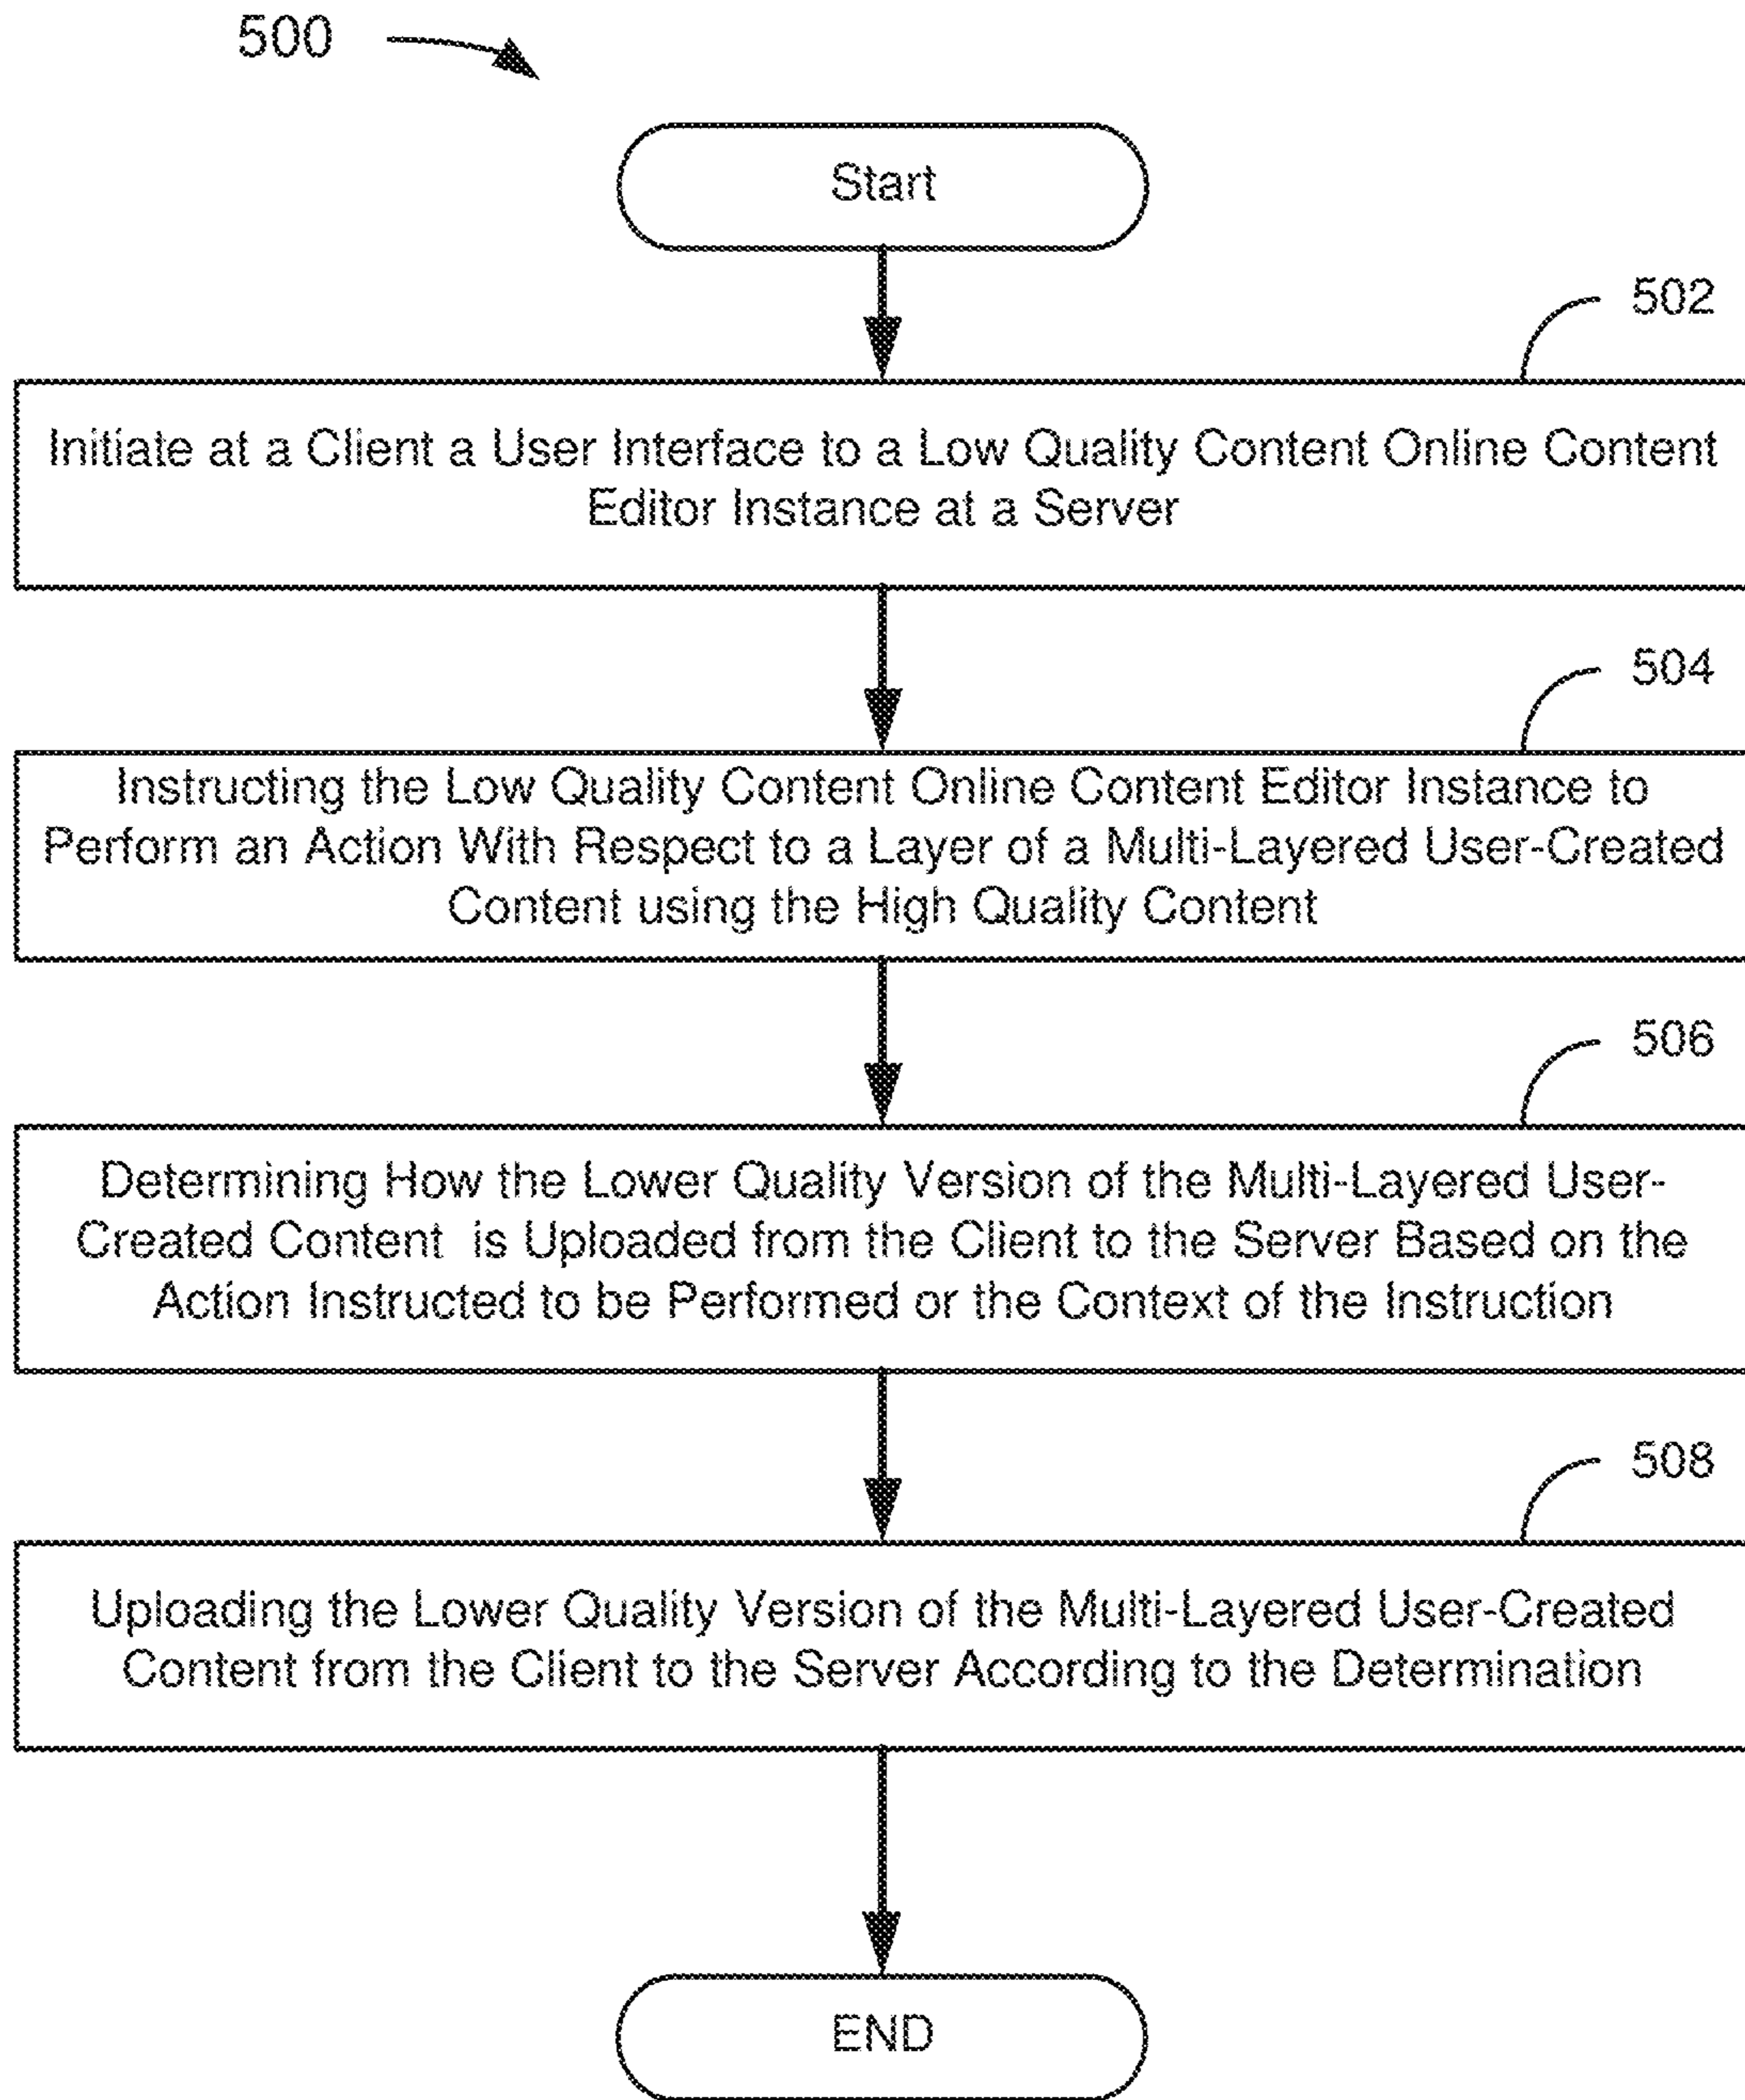 500
Start
502
Initiate at a Client a User Interface to a Low Quality Content Online Content
Editor Instance at a Server
504
Instructing the Low Quality Content Online Content Editor Instance to
Perform an Action With Respect to a Layer of a Multi-Layered User-Created
Content using the High Quality Content
506
Determining How the Lower Quality Version of the Multi-Layered User-
Created Content is Uploaded from the Client to the Server Based on the
Action Instructed to be Performed or the Context of the Instruction
508
Uploading the Lower Quality Version of the Multi-Layered User-Created
Content from the Client to the Server According to the Determination
END